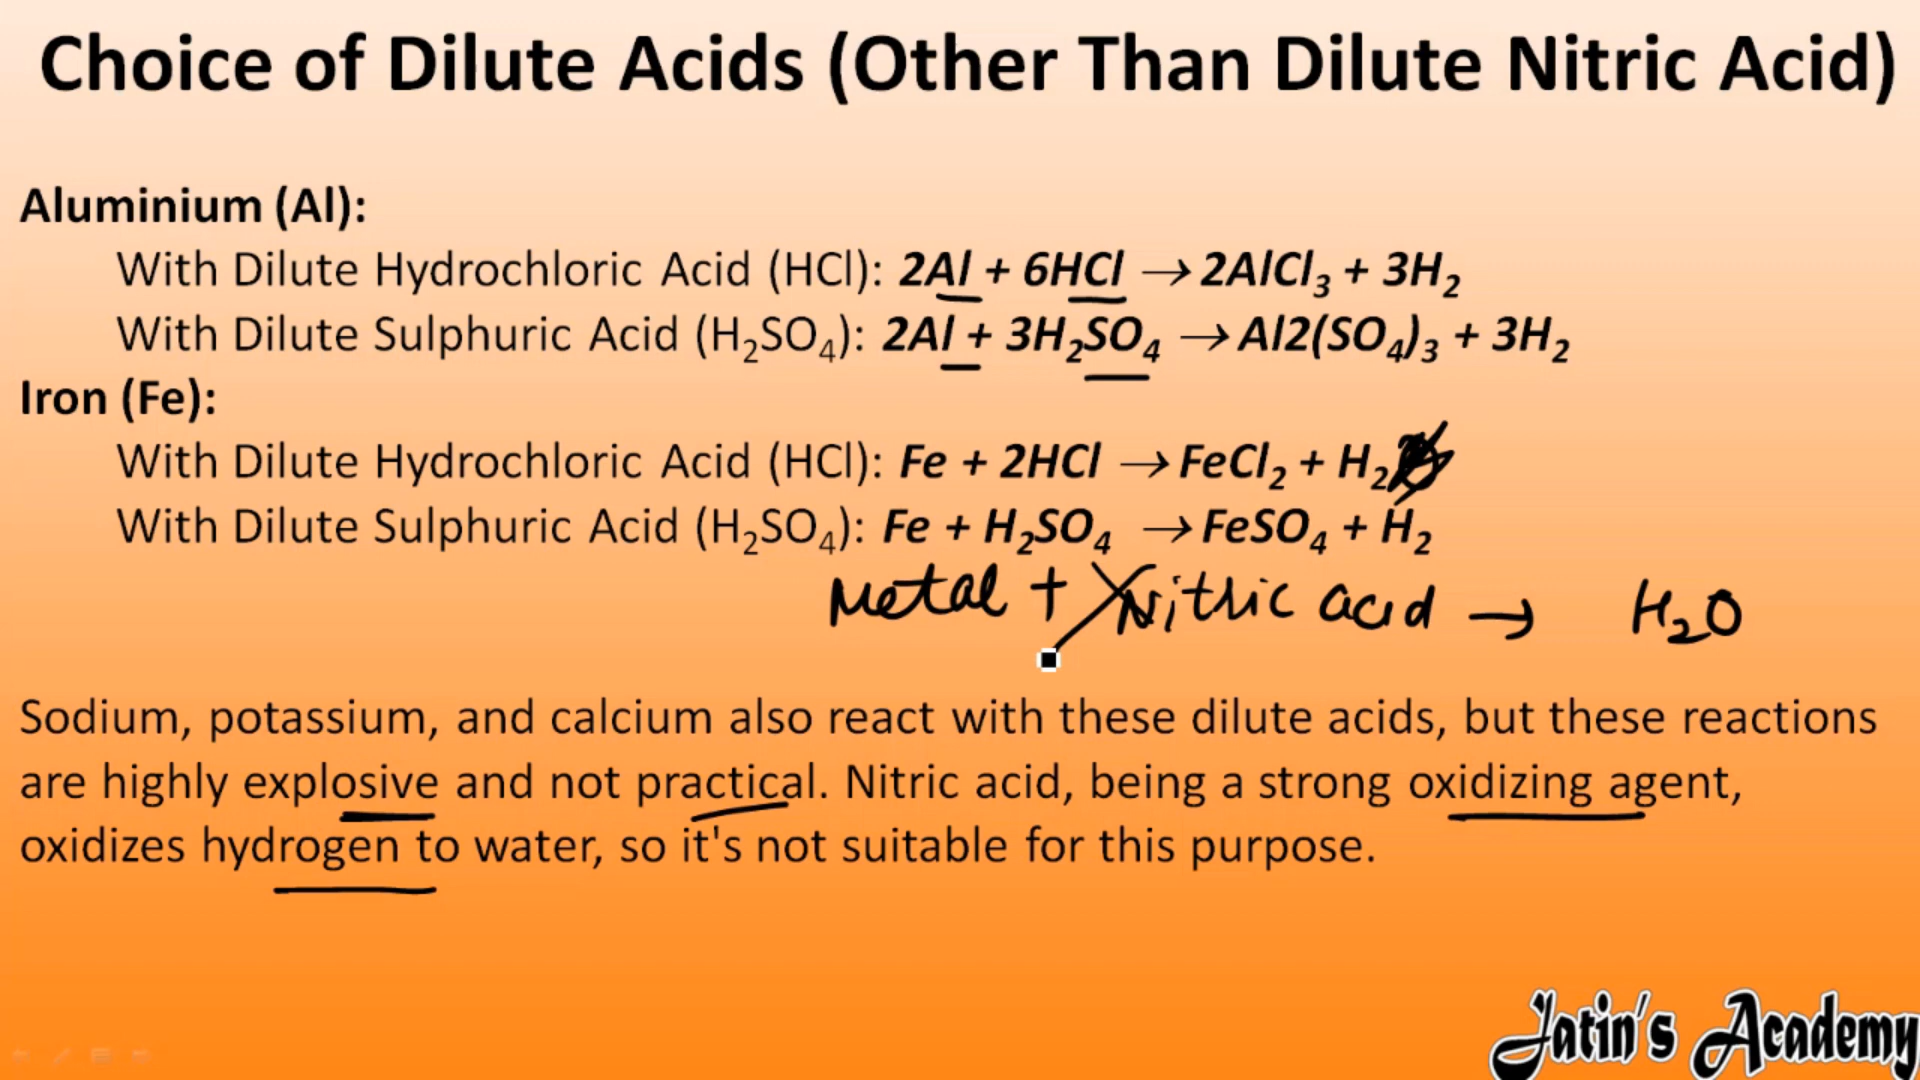 Choice of Dilute Acids (Other Than Dilute Nitric Acid)
Aluminium (Al):
With Dilute Hydrochloric Acid (HCl): 2Al + 6HCl → 2AlCl₃ + 3H₂
With Dilute Sulphuric Acid (H₂SO₄): 2Al + 3H₂SO₄ → Al2(SO₄)₃ + 3H₂
Iron (Fe):
With Dilute Hydrochloric Acid (HCl): Fe + 2HCl → FeCl₂ + H₂
With Dilute Sulphuric Acid (H₂SO₄): Fe + H₂SO₄ → FeSO₄ + H₂
Metal + Nitric acid → H₂O
Sodium, potassium, and calcium also react with these dilute acids, but these reactions
are highly explosive and not practical. Nitric acid, being a strong oxidizing agent,
oxidizes hydrogen to water, so it's not suitable for this purpose.
Jatin's Academy